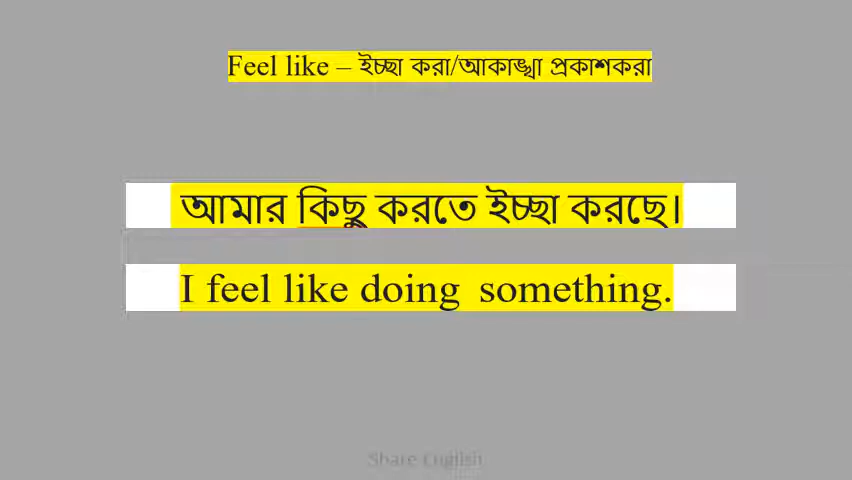 Feel like – ইচ্ছা করা/আকাঙ্খা প্রকাশকরা
আমার কিছু করতে ইচ্ছা করছে।
I feel like doing something.
Share English